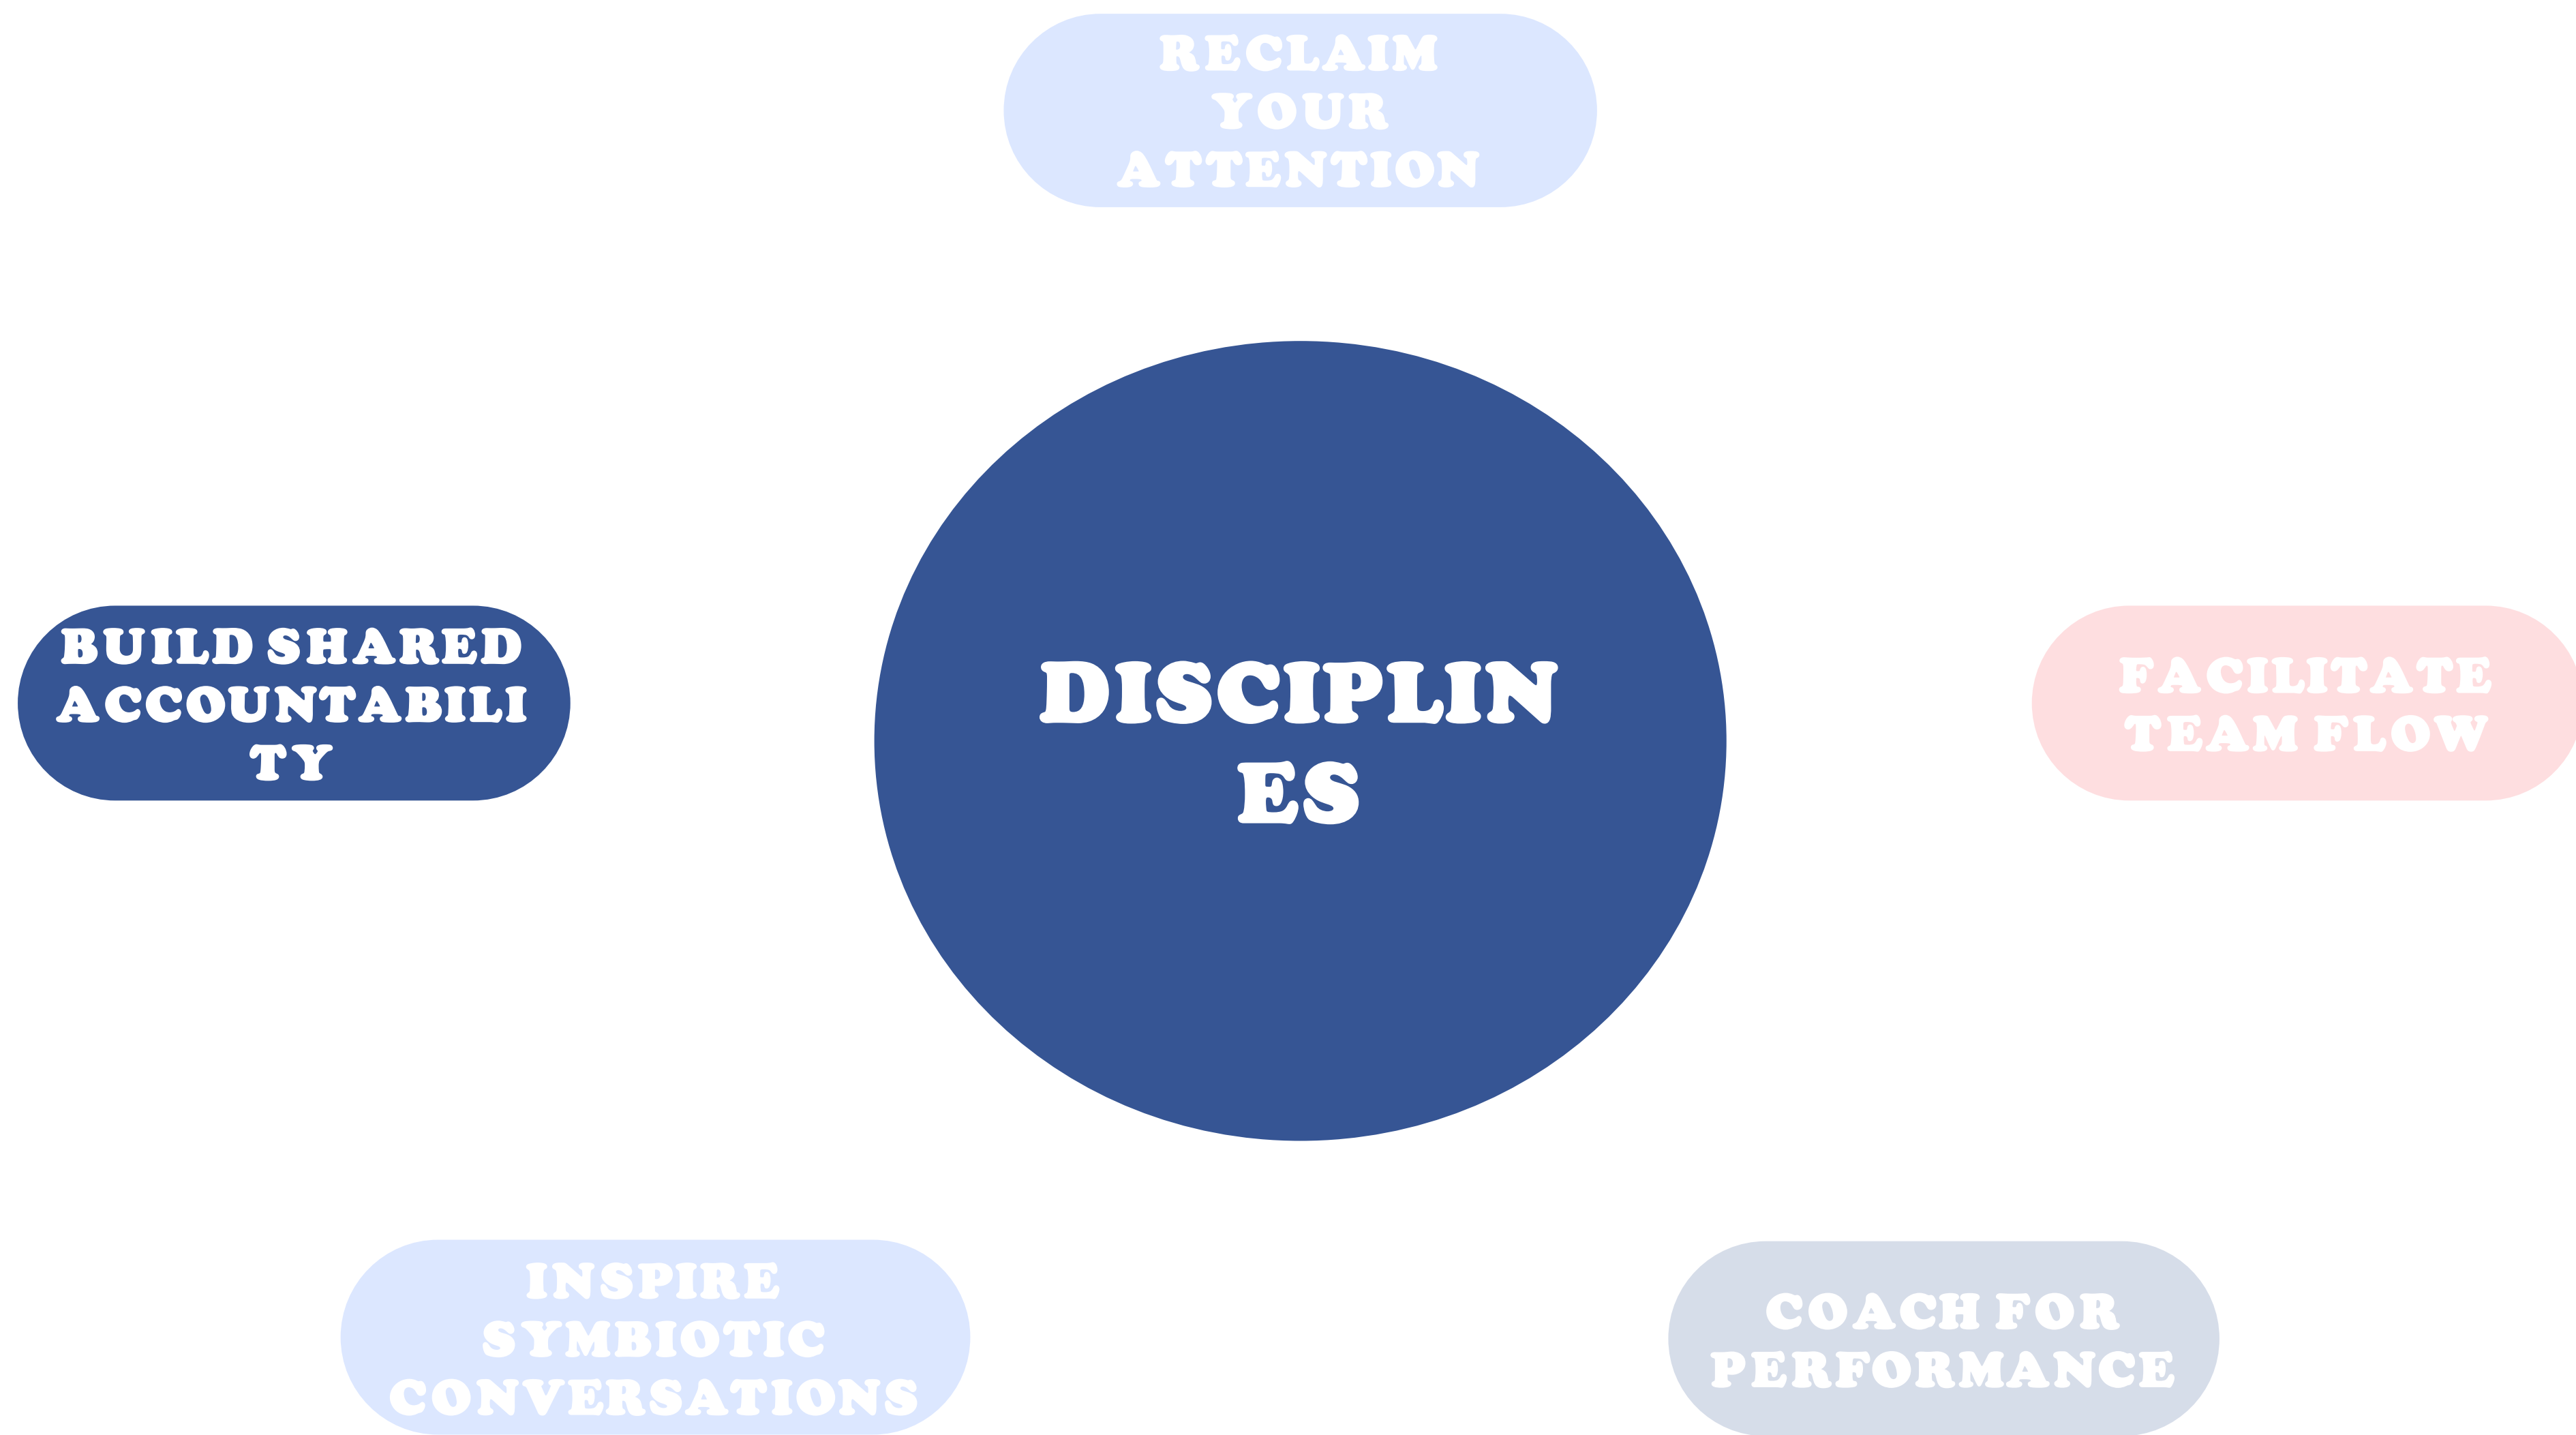 RECLAIM
YOUR
ATTENTION
BUILD SHARED
ACCOUNTABILI
TY
DISCIPLIN
ES
FACILITATE
TEAM FLOW
INSPIRE
SYMBIOTIC
CONVERSATIONS
COACH FOR
PERFORMANCE